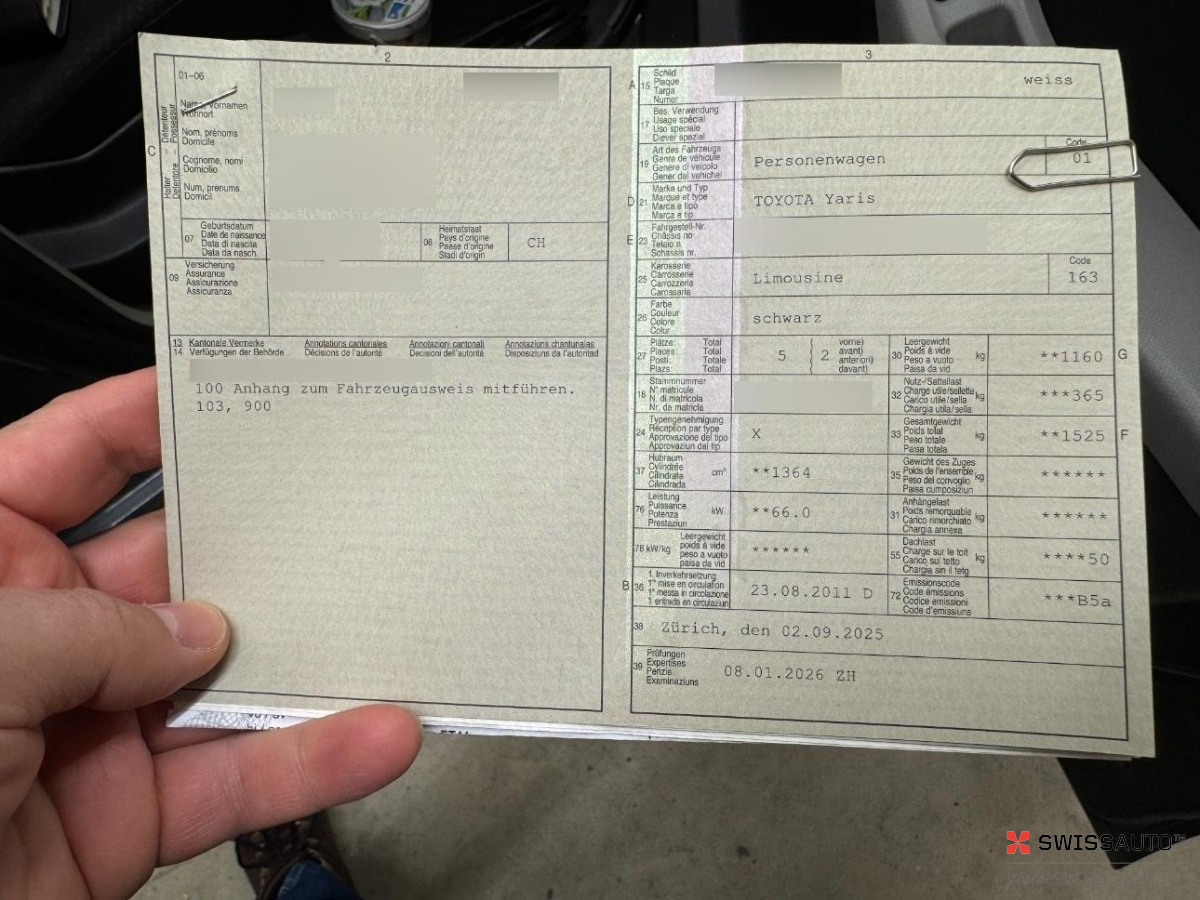 2
01-06
Name, Vornamen
Wohnort
Nom, prénoms
Domicile
Cognome, nomi
Domicilio
Num, prenums
Domicil
C
Halter - Détenteur
Detentore - Possessur
07
Geburtsdatum
Date de naissance
Data di nascita
Data da nasch.
08
Heimatstaat
Pays d'origine
Paese d'origine
Stadi d'origin
CH
09
Versicherung
Assurance
Assicurazione
Assicuranza
13 Kantonale Vermerke Annotations cantonales Annotazioni cantonali Annotaziuns chantunalas
14 Verfügungen der Behörde Décisions de l'autorité Decisioni dell'autorità Disposiziuns da l'autoritad
100 Anhang zum Fahrzeugausweis mitführen.
103, 900
3
A 15
Schild
Plaque
Targa
Numer
weiss
17
Bes. Verwendung
Usage spécial
Uso speciale
Diever spezial
19
Art des Fahrzeugs
Genre de véhicule
Genere di veicolo
Gener dal vehichel
Personenwagen
Code
01
D 21
Marke und Typ
Marque et type
Marca e tipo
Marca e tip
TOYOTA Yaris
E 23
Fahrgestell-Nr.
Châssis no
Telaio n.
Schassis nr.
25
Karosserie
Carrosserie
Carrozzeria
Carossaria
Limousine
Code
163
26
Farbe
Couleur
Colore
Colur
schwarz
27
Plätze: Total
Places: Total
Posti: Totale
Plazs: Total
5
2
vorne)
avant)
anteriori)
davant)
30
Leergewicht
Poids à vide
Peso a vuoto
Paisa da vid
kg
**1160
G
18
Stammnummer
N° matricule
N. di matricola
Nr. da matricla
32
Nutz-/Sattellast
Charge utile/sellette
Carico utile/sella
Chargia utila/sella
kg
***365
24
Typengenehmigung
Réception par type
Approvazione del tipo
Approvaziun dal tip
X
33
Gesamtgewicht
Poids total
Peso totale
Paisa totala
kg
**1525
F
37
Hubraum
Cylindrée
Cilindrata
Cilindrada
cm³
**1364
35
Gewicht des Zuges
Poids de l'ensemble
Peso del convoglio
Paisa cumposiziun
kg
******
76
Leistung
Puissance
Potenza
Prestaziun
kW
**66.0
31
Anhängelast
Poids remorquable
Carico rimorchiato
Chargia annexa
kg
******
78 kW/kg
Leergewicht
poids à vide
peso a vuoto
paisa da vid
******
55
Dachlast
Charge sur le toit
Carico sul tetto
Chargia sin il tetg
kg
****50
B 36
1. Inverkehrsetzung
1re mise en circulation
1a messa in circolazione
1. entrada en circulaziun
23.08.2011 D
72
Emissionscode
Code émissions
Codice emissioni
Code d'emissiuns
***B5a
38
Zürich, den 02.09.2025
39
Prüfungen
Expertises
Perizie
Examinaziuns
08.01.2026 ZH
SWISSAUTO™